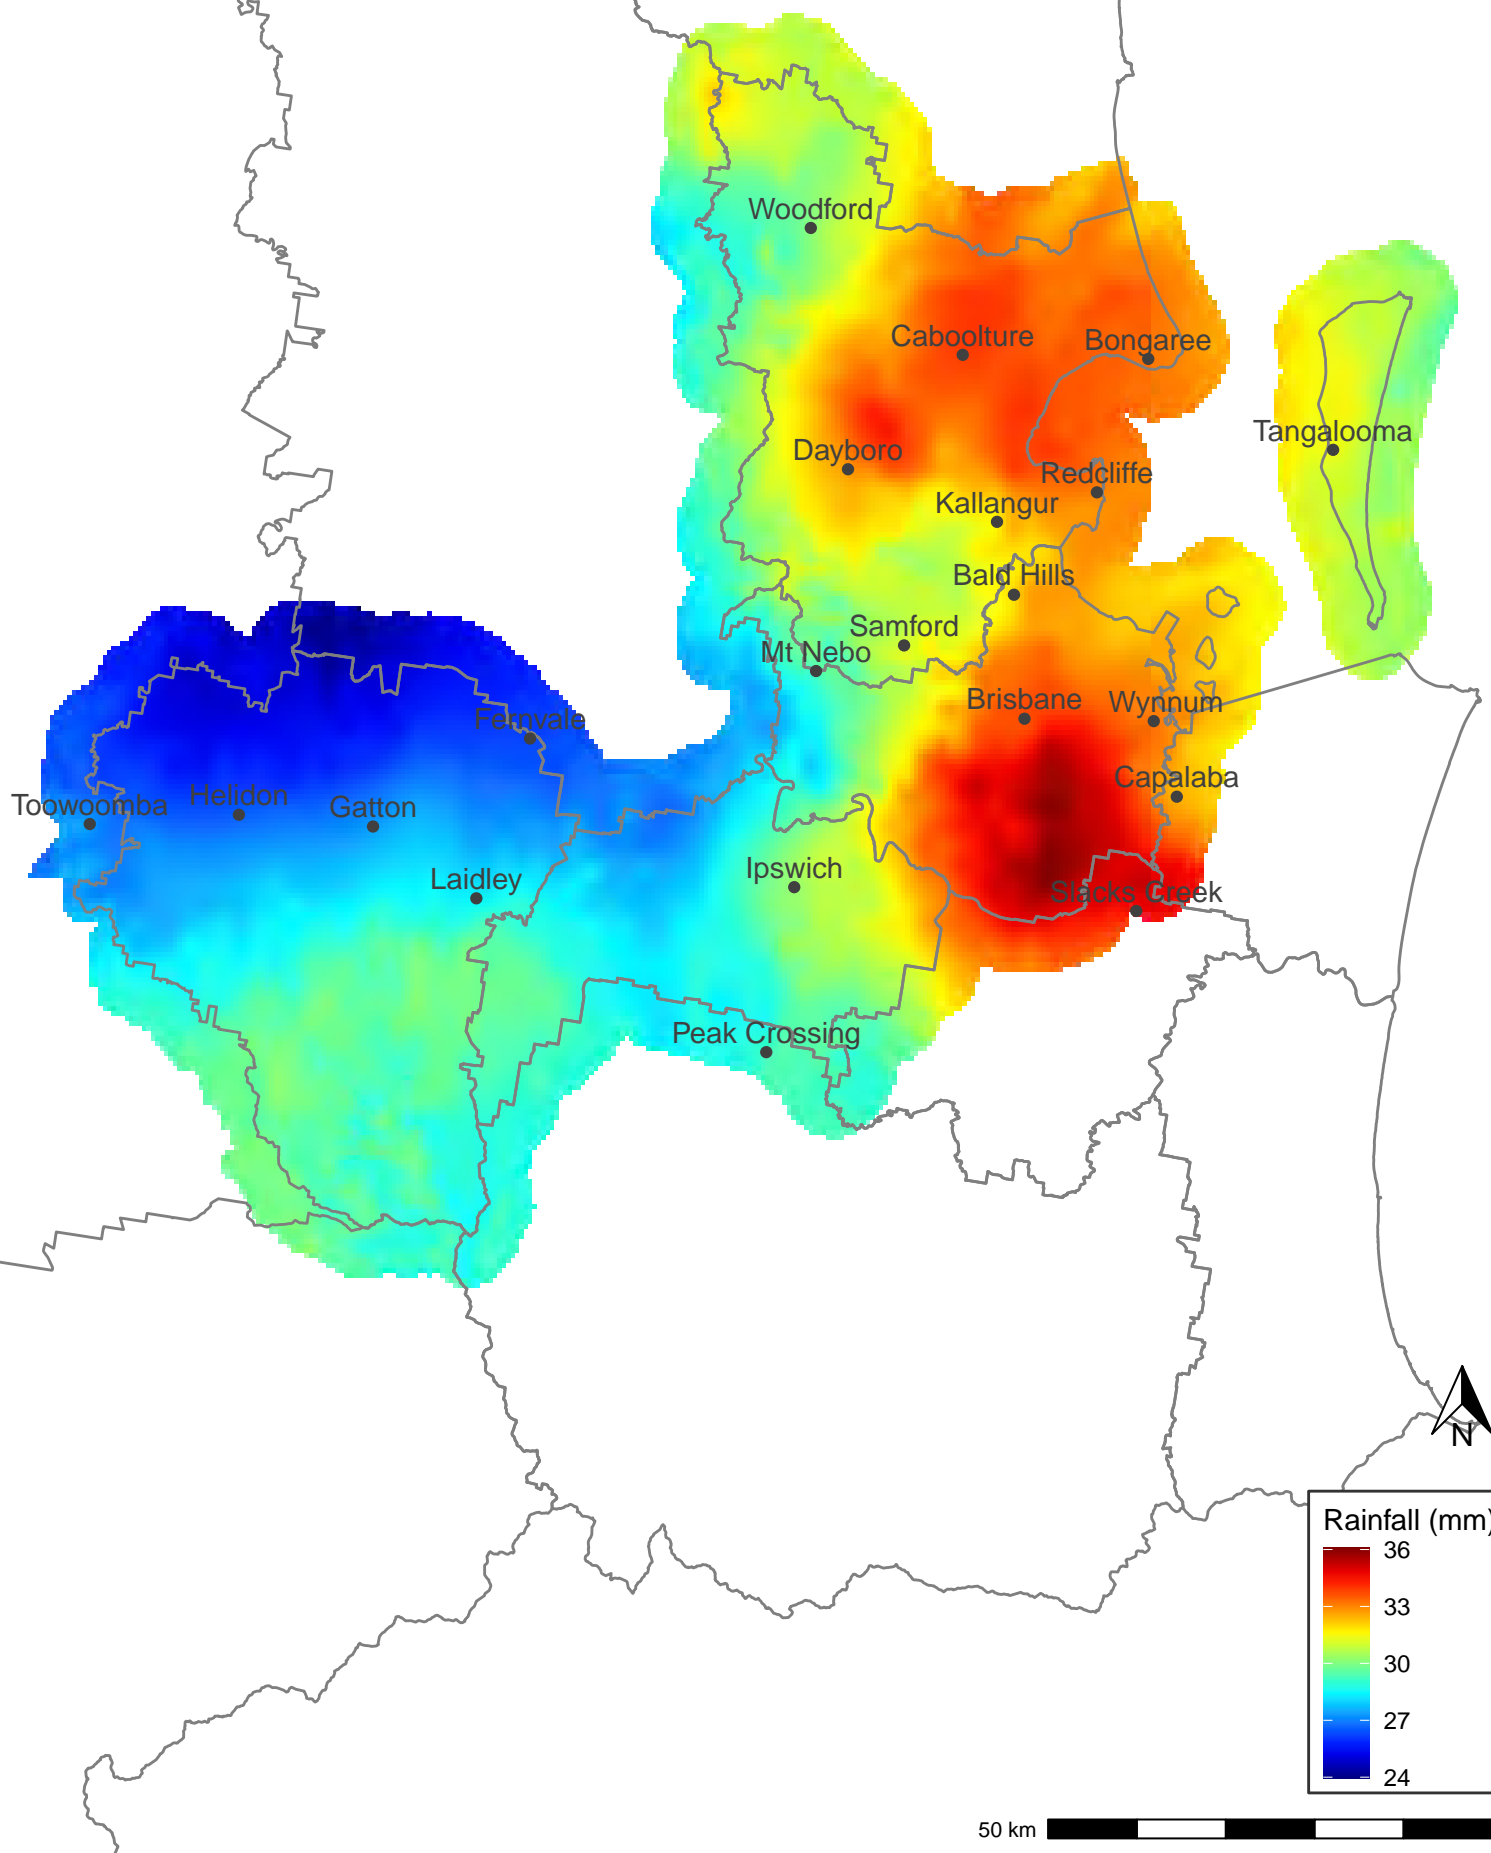 Woodford
Caboolture
Bongaree
Tangalooma
Dayboro
Redcliffe
Kallangur
Bald Hills
Samford
Mt Nebo
Brisbane
Wynnum
Fernvale
Capalaba
Toowoomba
Helidon
Gatton
Ipswich
Laidley
Slacks Creek
Peak Crossing
N
Rainfall (mm)
36
33
30
27
24
50 km